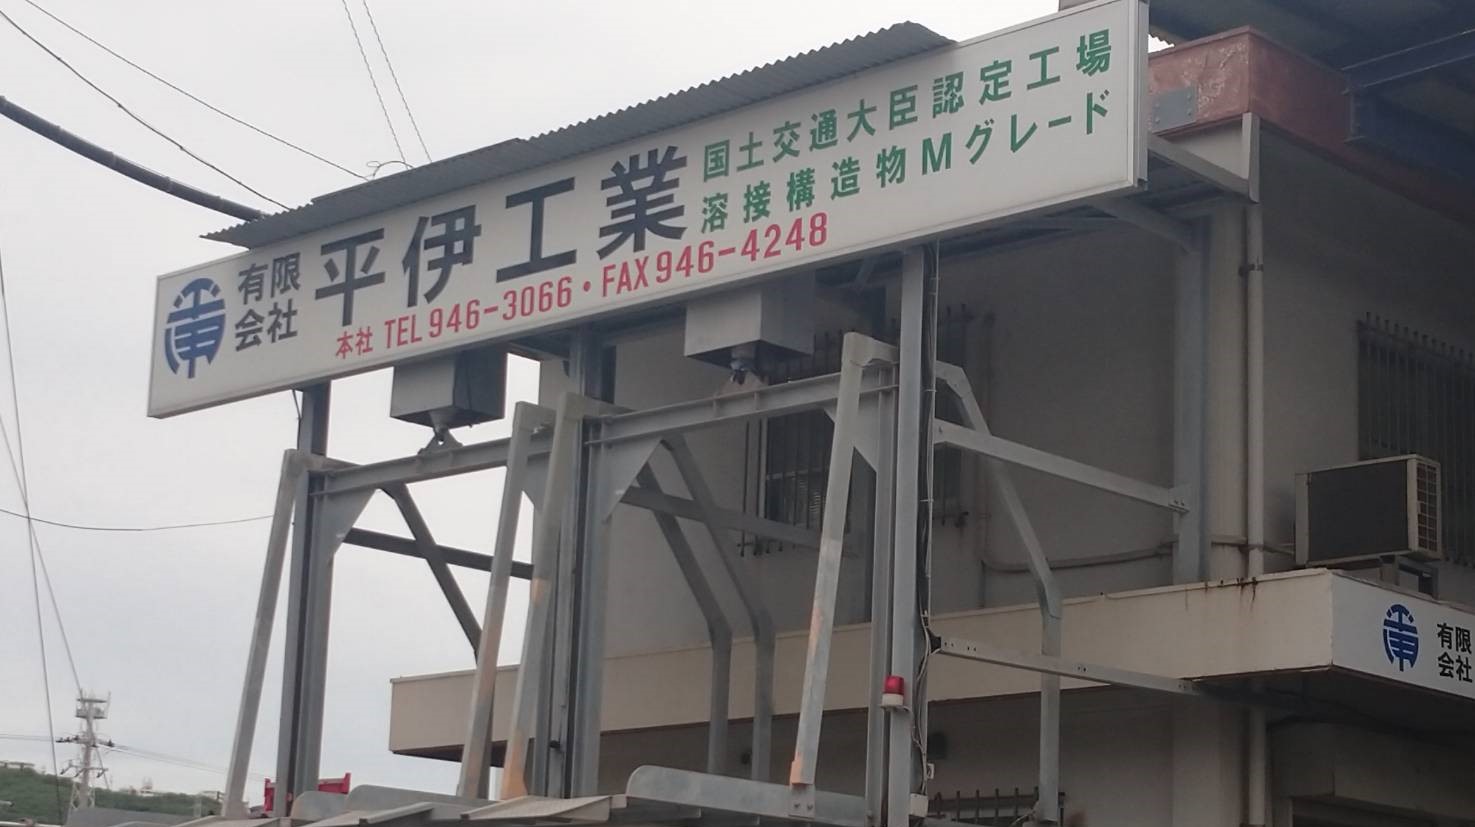 有限
会社
平伊工業
国土交通大臣認定工場
溶接構造物Mグレード
本社 TEL 946-3066・FAX 946-4248
有限
会社